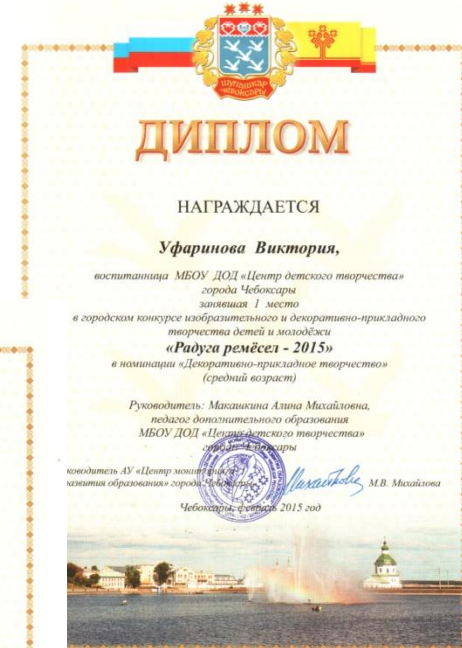 ШУПАШКАР
ЧЕБОКСАРЫ
ДИПЛОМ
НАГРАЖДАЕТСЯ
Уфаринова Виктория,
воспитанница МБОУ ДОД «Центр детского творчества»
города Чебоксары
занявшая 1 место
в городском конкурсе изобразительного и декоративно-прикладного
творчества детей и молодёжи
«Радуга ремёсел - 2015»
в номинации «Декоративно-прикладное творчество»
(средний возраст)
Руководитель: Макашкина Алина Михайловна,
педагог дополнительного образования
МБОУ ДОД «Центр детского творчества»
города Чебоксары
ководитель АУ «Центр мониторинга и
развития образования» города Чебоксары М.В. Михайлова
Чебоксары, февраль 2015 год